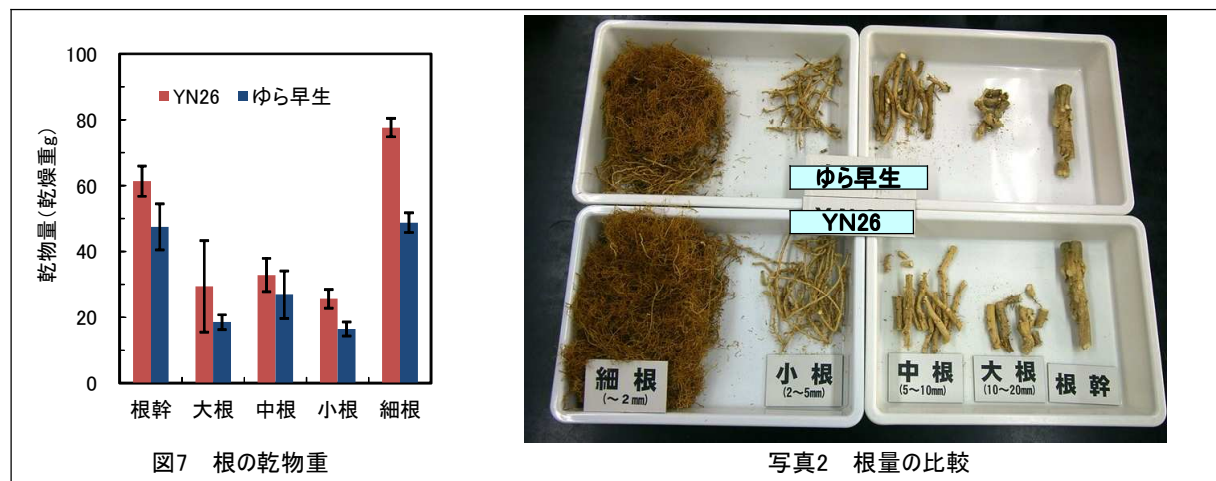 100
80
60
40
20
0
乾物量(乾燥重g)
YN26 ゆら早生
根幹 大根 中根 小根 細根
図7 根の乾物重
ゆら早生
YN26
細根
(~2mm)
小根
(2~5mm)
中根
(5~10mm)
大根
(10~20mm)
根幹
写真2 根量の比較